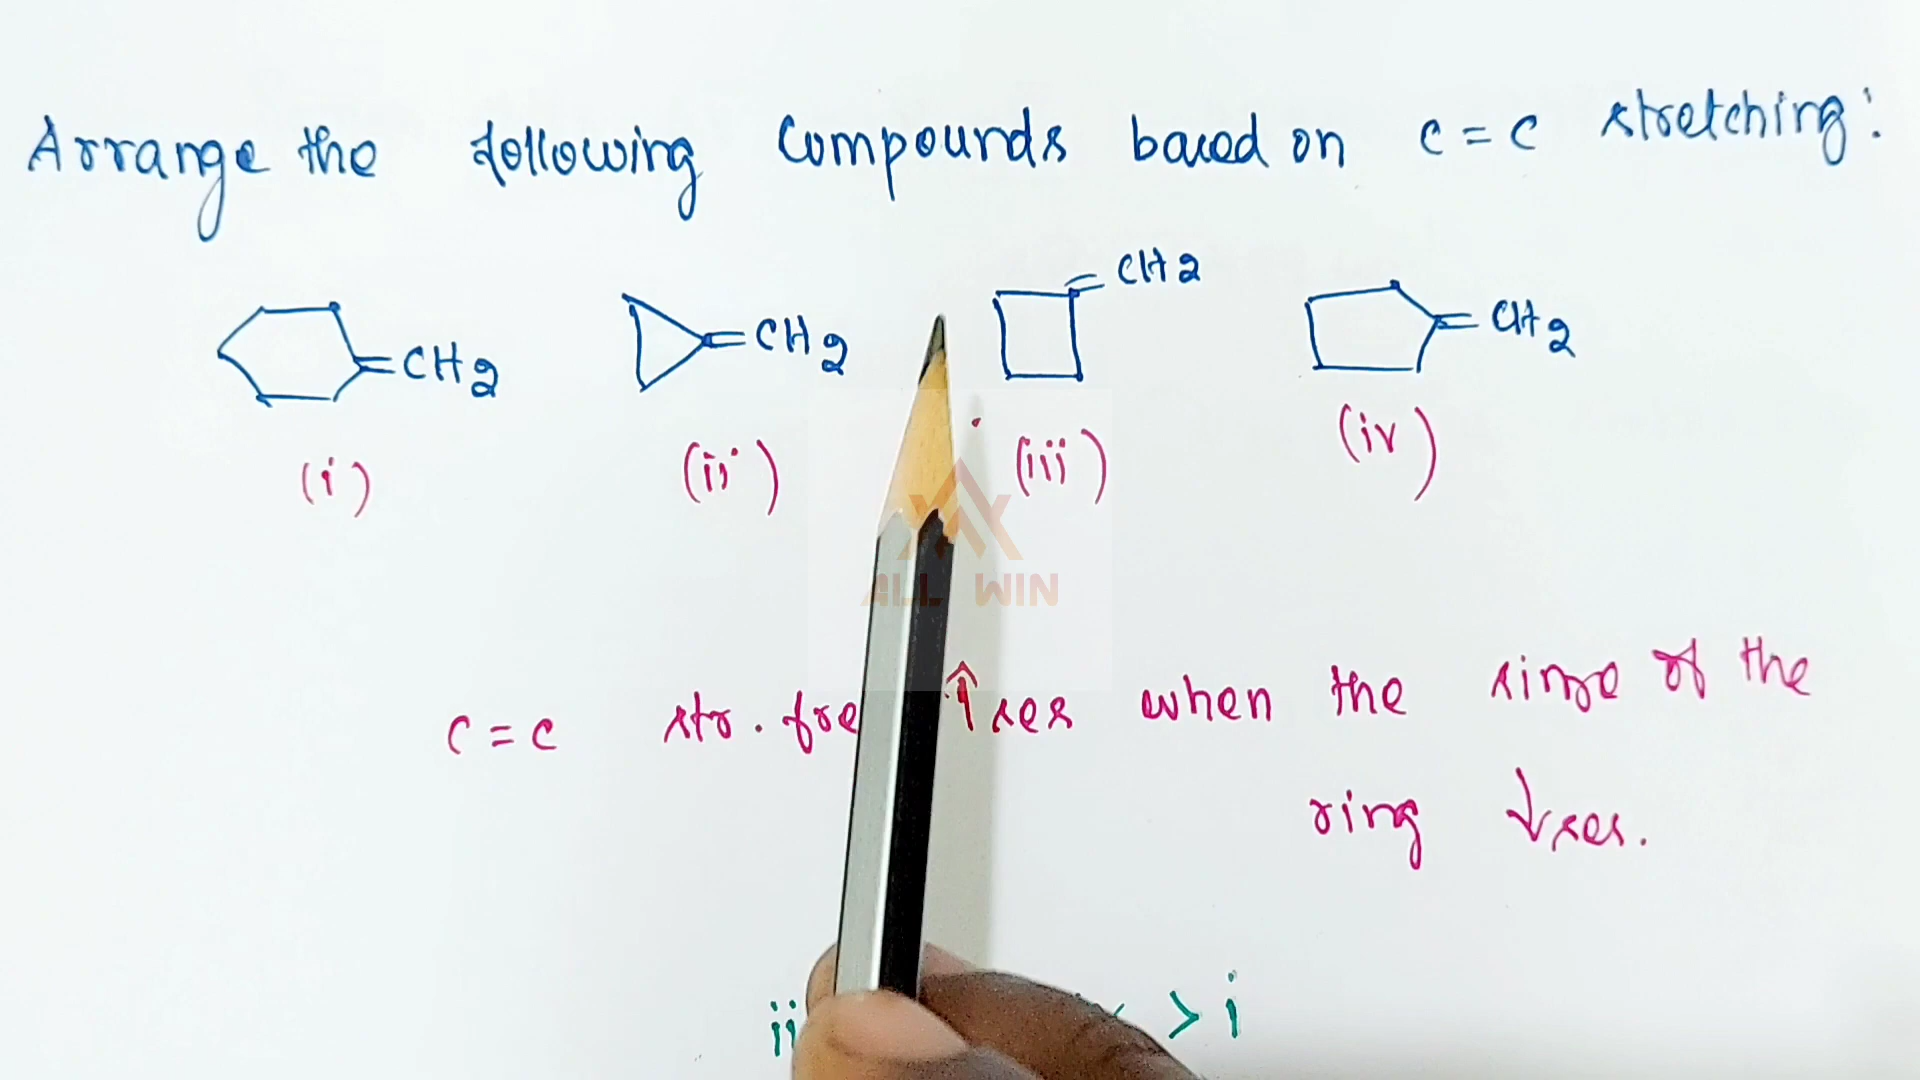 Arrange the following compounds based on C=C stretching:
=CH2 =CH2 =CH2 =CH2
(i) (ii) (iii) (iv)
ALL WIN
C=C str. fre ↑ses when the size of the
ring ↓ses.
ii > i